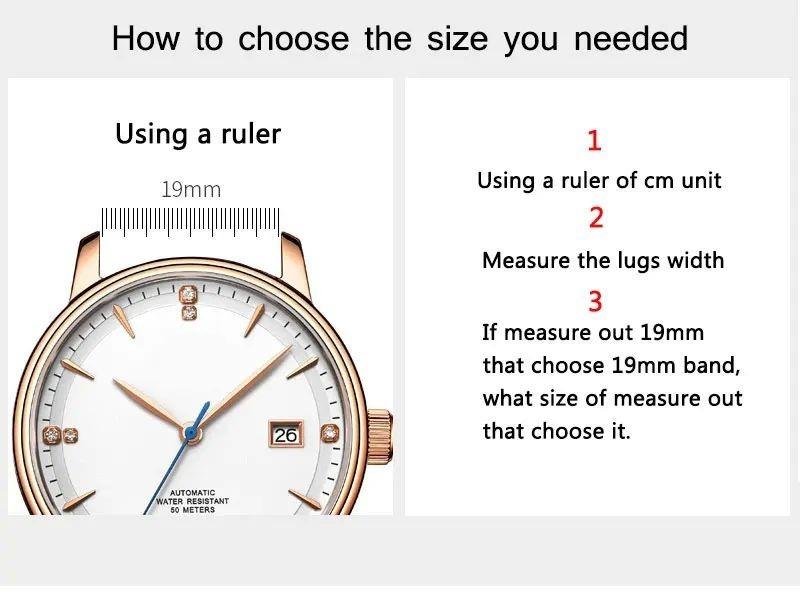 How to choose the size you needed
Using a ruler
19mm
26
AUTOMATIC
WATER RESISTANT
50 METERS
1
Using a ruler of cm unit
2
Measure the lugs width
3
If measure out 19mm
that choose 19mm band,
what size of measure out
that choose it.